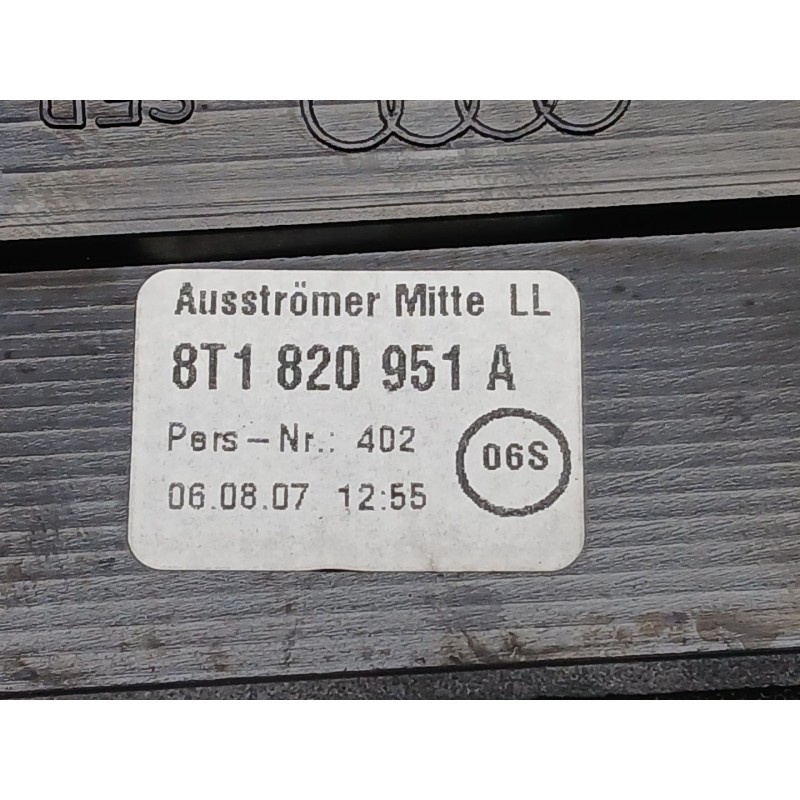 Ausströmer Mitte LL
8T1 820 951 A
Pers-Nr.: 402
06S
06.08.07 12:55